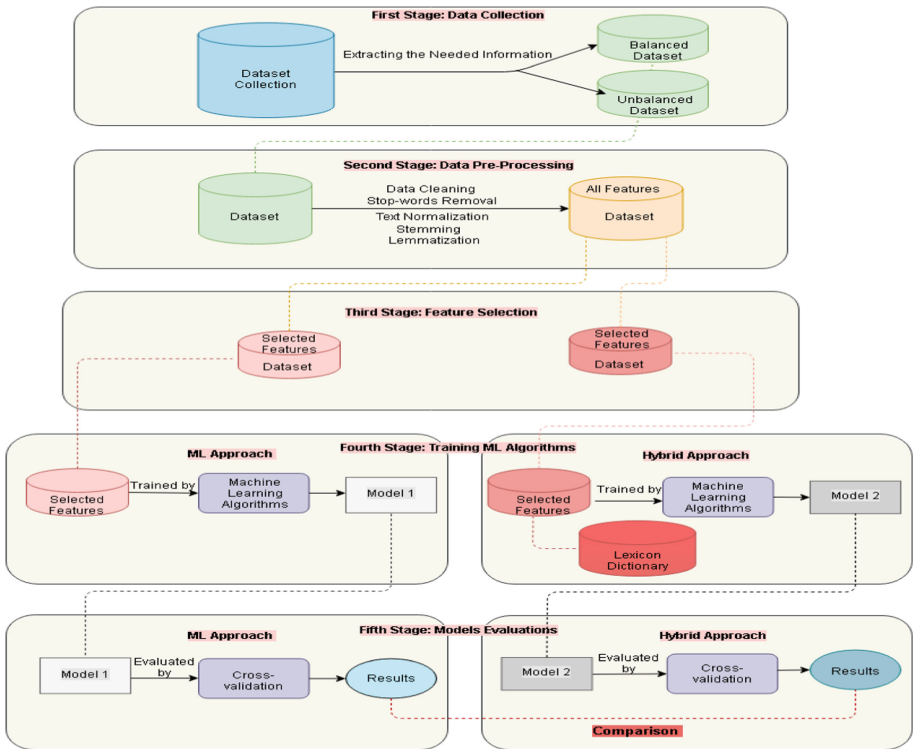 First Stage: Data Collection
Dataset
Collection
Extracting the Needed Information
Balanced
Dataset
Unbalanced
Dataset
Second Stage: Data Pre-Processing
Dataset
Data Cleaning
Stop-words Removal
Text Normalization
Stemming
Lemmatization
All Features
Dataset
Third Stage: Feature Selection
Selected
Features
Dataset
Selected
Features
Dataset
Fourth Stage: Training ML Algorithms
ML Approach
Selected
Features
Trained by
Machine
Learning
Algorithms
Model 1
Hybrid Approach
Selected
Features
Trained by
Machine
Learning
Algorithms
Model 2
Lexicon
Dictionary
Fifth Stage: Models Evaluations
ML Approach
Model 1
Evaluated
by
Cross-
validation
Results
Hybrid Approach
Model 2
Evaluated
by
Cross-
validation
Results
Comparison